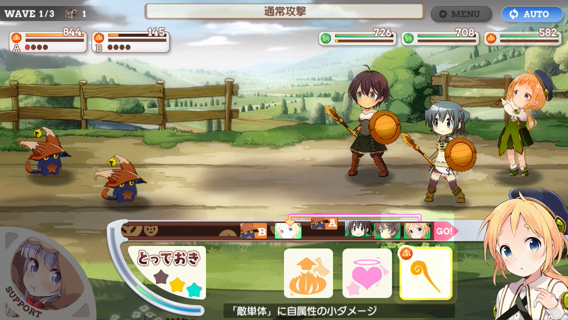 WAVE 1/3 1
通常攻撃
MENU
AUTO
844
A
145
B
726
708
582
B
A
GO!
とっておき
SUPPORT
「敵単体」に自属性の小ダメージ